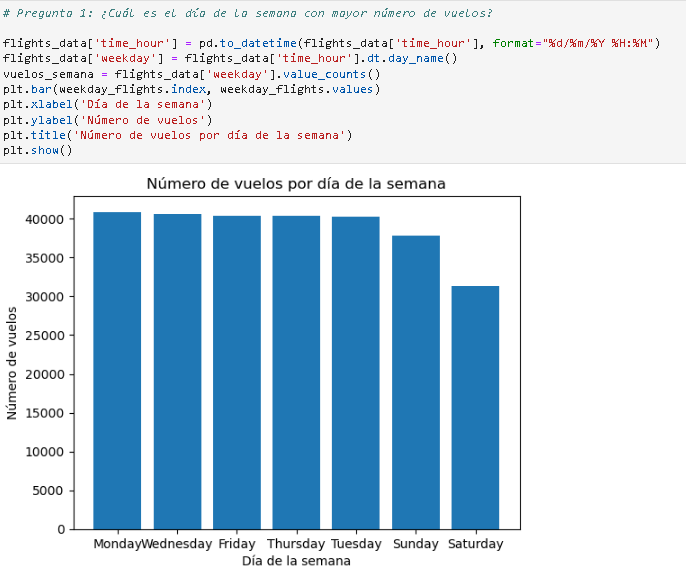 # Pregunta 1: ¿Cuál es el día de la semana con mayor número de vuelos?
flights_data['time_hour'] = pd.to_datetime(flights_data['time_hour'], format="%d/%m/%Y %H:%M")
flights_data['weekday'] = flights_data['time_hour'].dt.day_name()
vuelos_semana = flights_data['weekday'].value_counts()
plt.bar(weekday_flights.index, weekday_flights.values)
plt.xlabel('Día de la semana')
plt.ylabel('Número de vuelos')
plt.title('Número de vuelos por día de la semana')
plt.show()
Número de vuelos por día de la semana
40000
35000
30000
25000
20000
15000
10000
5000
0
Número de vuelos
Monday Wednesday Friday Thursday Tuesday Sunday Saturday
Día de la semana